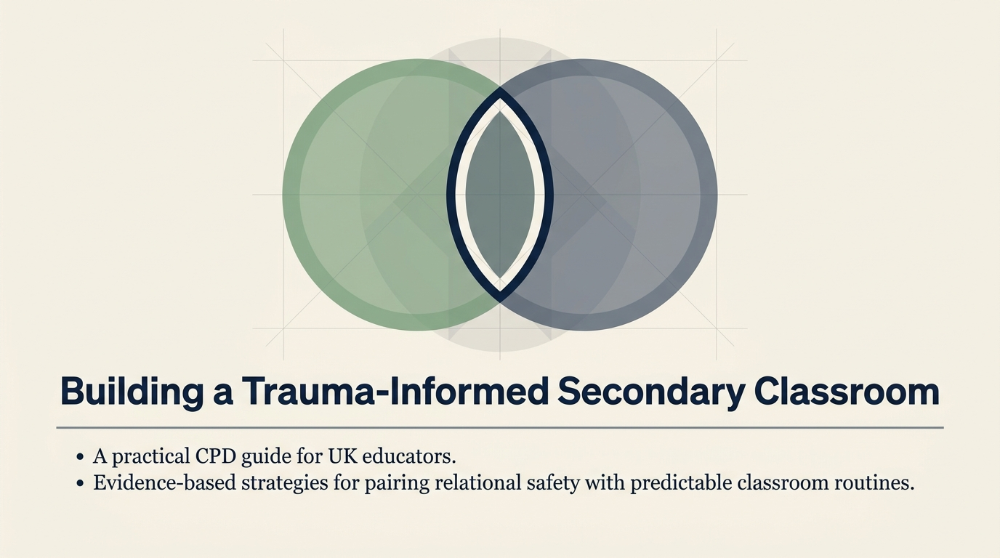 Building a Trauma-Informed Secondary Classroom
• A practical CPD guide for UK educators.
• Evidence-based strategies for pairing relational safety with predictable classroom routines.